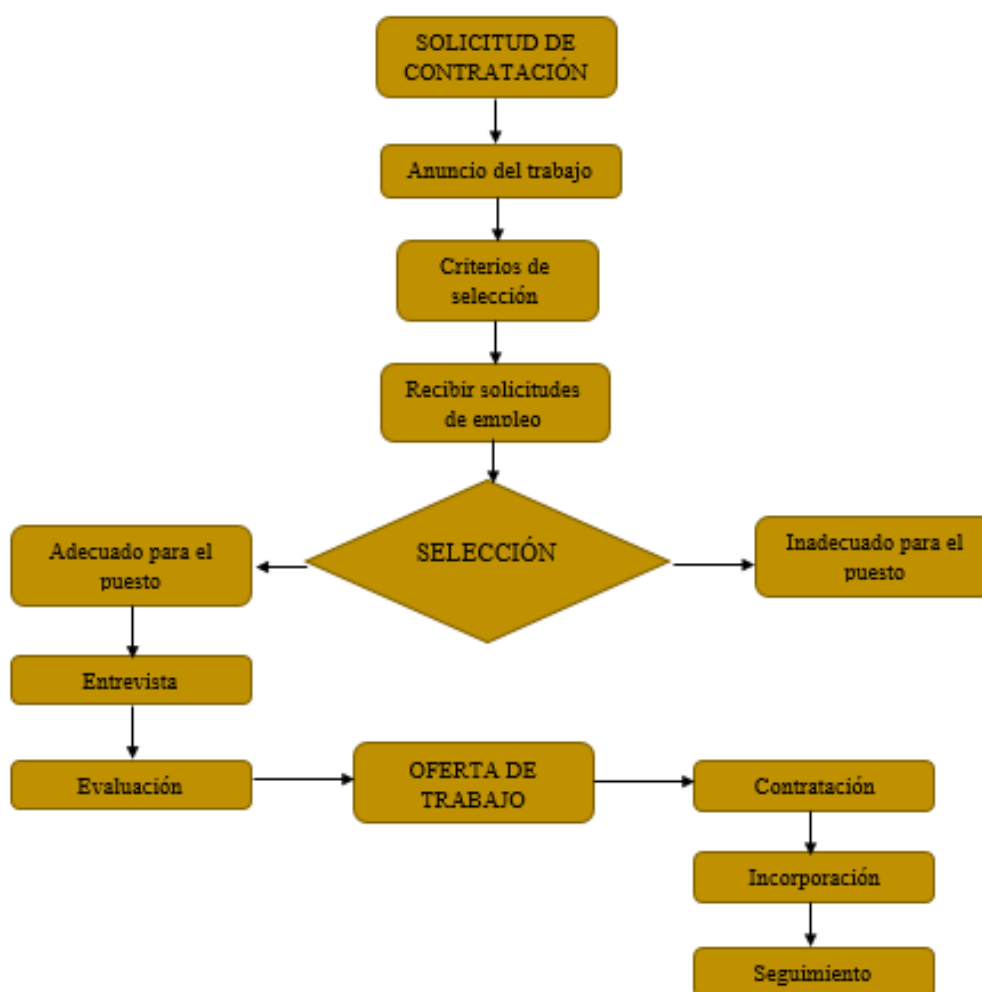 SOLICITUD DE
CONTRATACIÓN
Anuncio del trabajo
Criterios de
selección
Recibir solicitudes
de empleo
SELECCIÓN
Adecuado para el
puesto
Inadecuado para el
puesto
Entrevista
Evaluación
OFERTA DE
TRABAJO
Contratación
Incorporación
Seguimiento